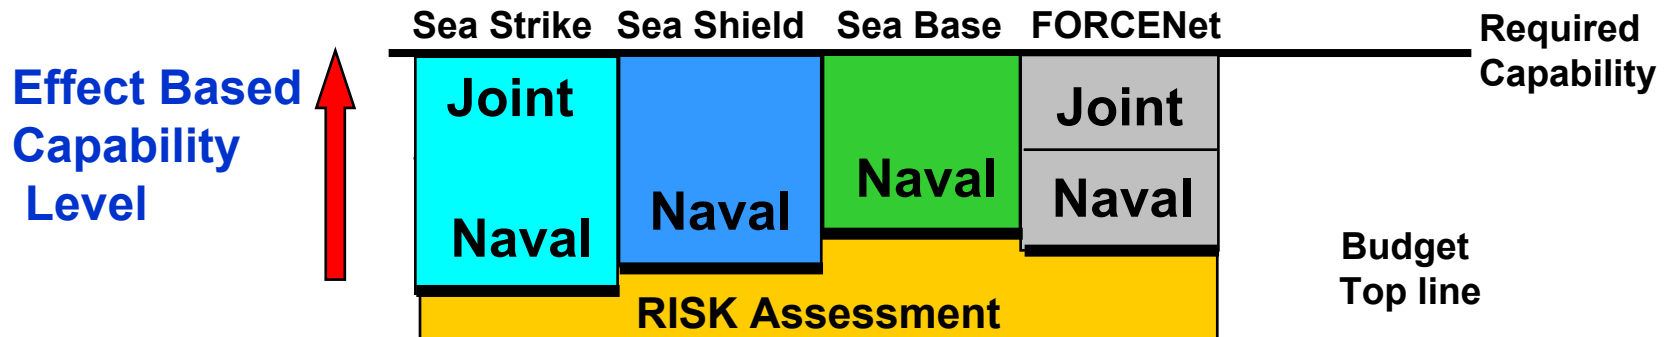 Sea Strike Sea Shield Sea Base FORCENet
Required
Capability
Effect Based
Capability
Level
Joint
Naval
Naval
Naval
Joint
Naval
Budget
Top line
RISK Assessment